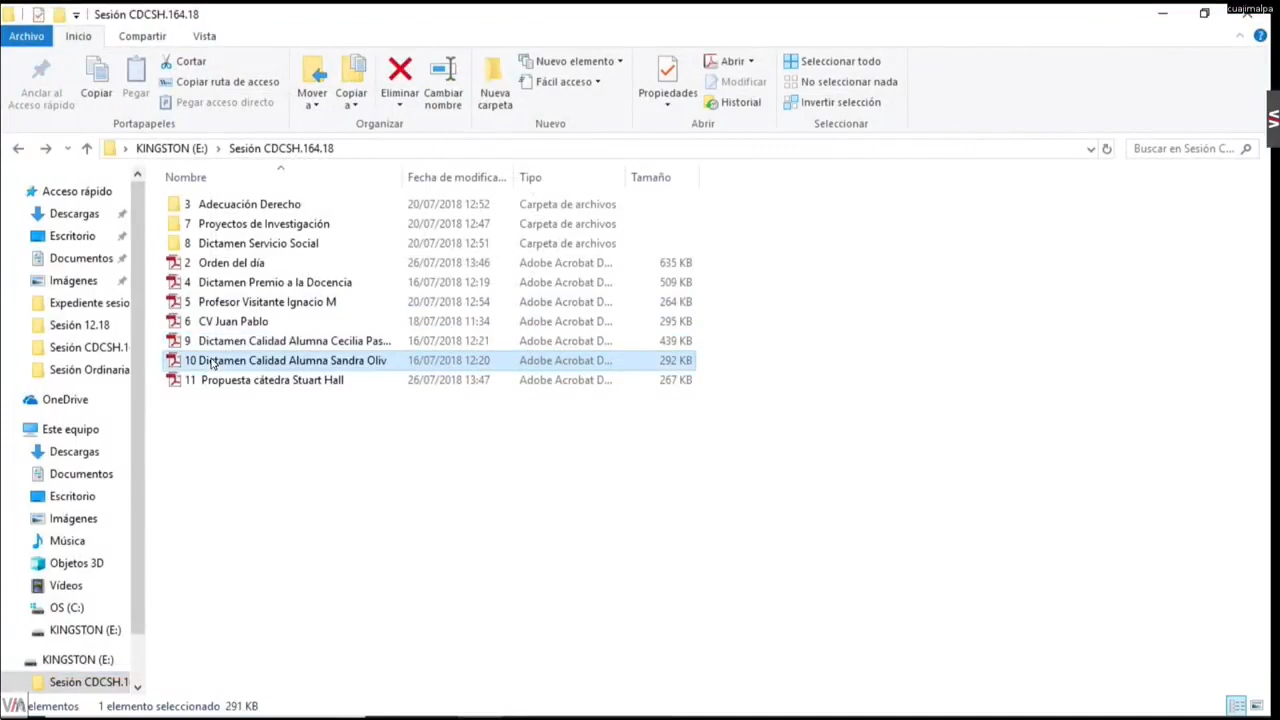 cuajimalpa
Sesión CDCSH.164.18
Archivo Inicio Compartir Vista
Anclar al Acceso rápido
Copiar
Pegar
Cortar
Copiar ruta de acceso
Pegar acceso directo
Portapapeles
Mover a
Copiar a
Eliminar
Cambiar nombre
Organizar
Nueva carpeta
Nuevo elemento
Fácil acceso
Nuevo
Propiedades
Abrir
Modificar
Historial
Abrir
Seleccionar todo
No seleccionar nada
Invertir selección
Seleccionar
KINGSTON (E:) Sesión CDCSH.164.18
Buscar en Sesión C...
Nombre Fecha de modifica... Tipo Tamaño
3 Adecuación Derecho 20/07/2018 12:52 Carpeta de archivos
7 Proyectos de Investigación 20/07/2018 12:47 Carpeta de archivos
8 Dictamen Servicio Social 20/07/2018 12:51 Carpeta de archivos
2 Orden del día 26/07/2018 13:46 Adobe Acrobat D... 635 KB
4 Dictamen Premio a la Docencia 16/07/2018 12:19 Adobe Acrobat D... 509 KB
5 Profesor Visitante Ignacio M 20/07/2018 12:54 Adobe Acrobat D... 264 KB
6 CV Juan Pablo 18/07/2018 11:34 Adobe Acrobat D... 295 KB
9 Dictamen Calidad Alumna Cecilia Pas... 16/07/2018 12:21 Adobe Acrobat D... 439 KB
10 Dictamen Calidad Alumna Sandra Oliv 16/07/2018 12:20 Adobe Acrobat D... 292 KB
11 Propuesta cátedra Stuart Hall 26/07/2018 13:47 Adobe Acrobat D... 267 KB
Acceso rápido
Descargas
Escritorio
Documentos
Imágenes
Expediente sesio
Sesión 12.18
Sesión CDCSH.1
Sesión Ordinaria
OneDrive
Este equipo
Descargas
Documentos
Escritorio
Imágenes
Música
Objetos 3D
Vídeos
OS (C:)
KINGSTON (E:)
KINGSTON (E:)
Sesión CDCSH.1
elementos 1 elemento seleccionado 291 KB